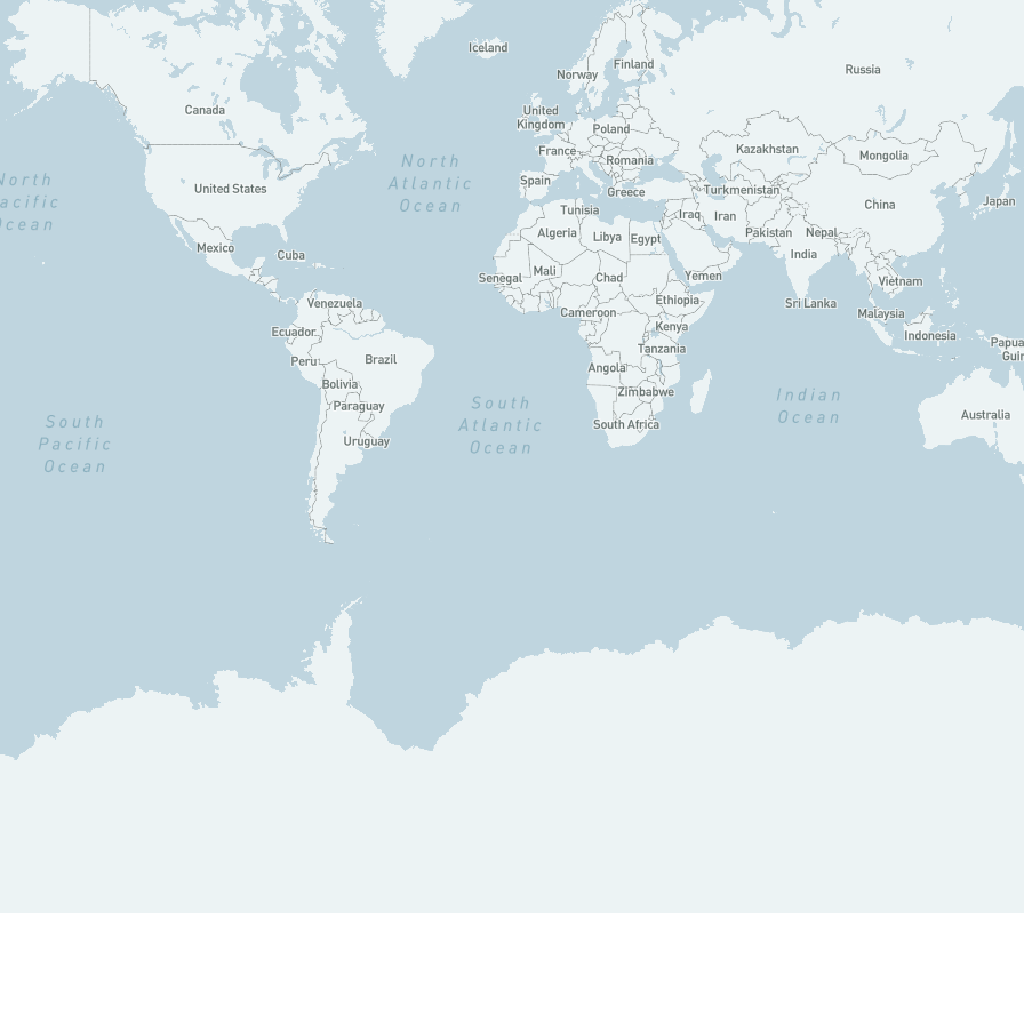 Iceland
Finland
Norway
Russia
Canada
United
Kingdom
Poland
Kazakhstan
France
Romania
Mongolia
North
Atlantic
Ocean
Spain
Greece
Turkmenistan
United States
China
Japan
North
acific
cean
Tunisia
Iraq
Iran
Algeria
Libya
Egypt
Pakistan
Nepal
Mexico
Cuba
India
Senegal
Mali
Chad
Yemen
Vietnam
Venezuela
Ethiopia
Sri Lanka
Cameroon
Malaysia
Ecuador
Kenya
Indonesia
Papua
Guin
Tanzania
Peru
Brazil
Angola
Bolivia
Zimbabwe
Indian
Ocean
Paraguay
South
Atlantic
Ocean
Australia
South Africa
South
Pacific
Ocean
Uruguay